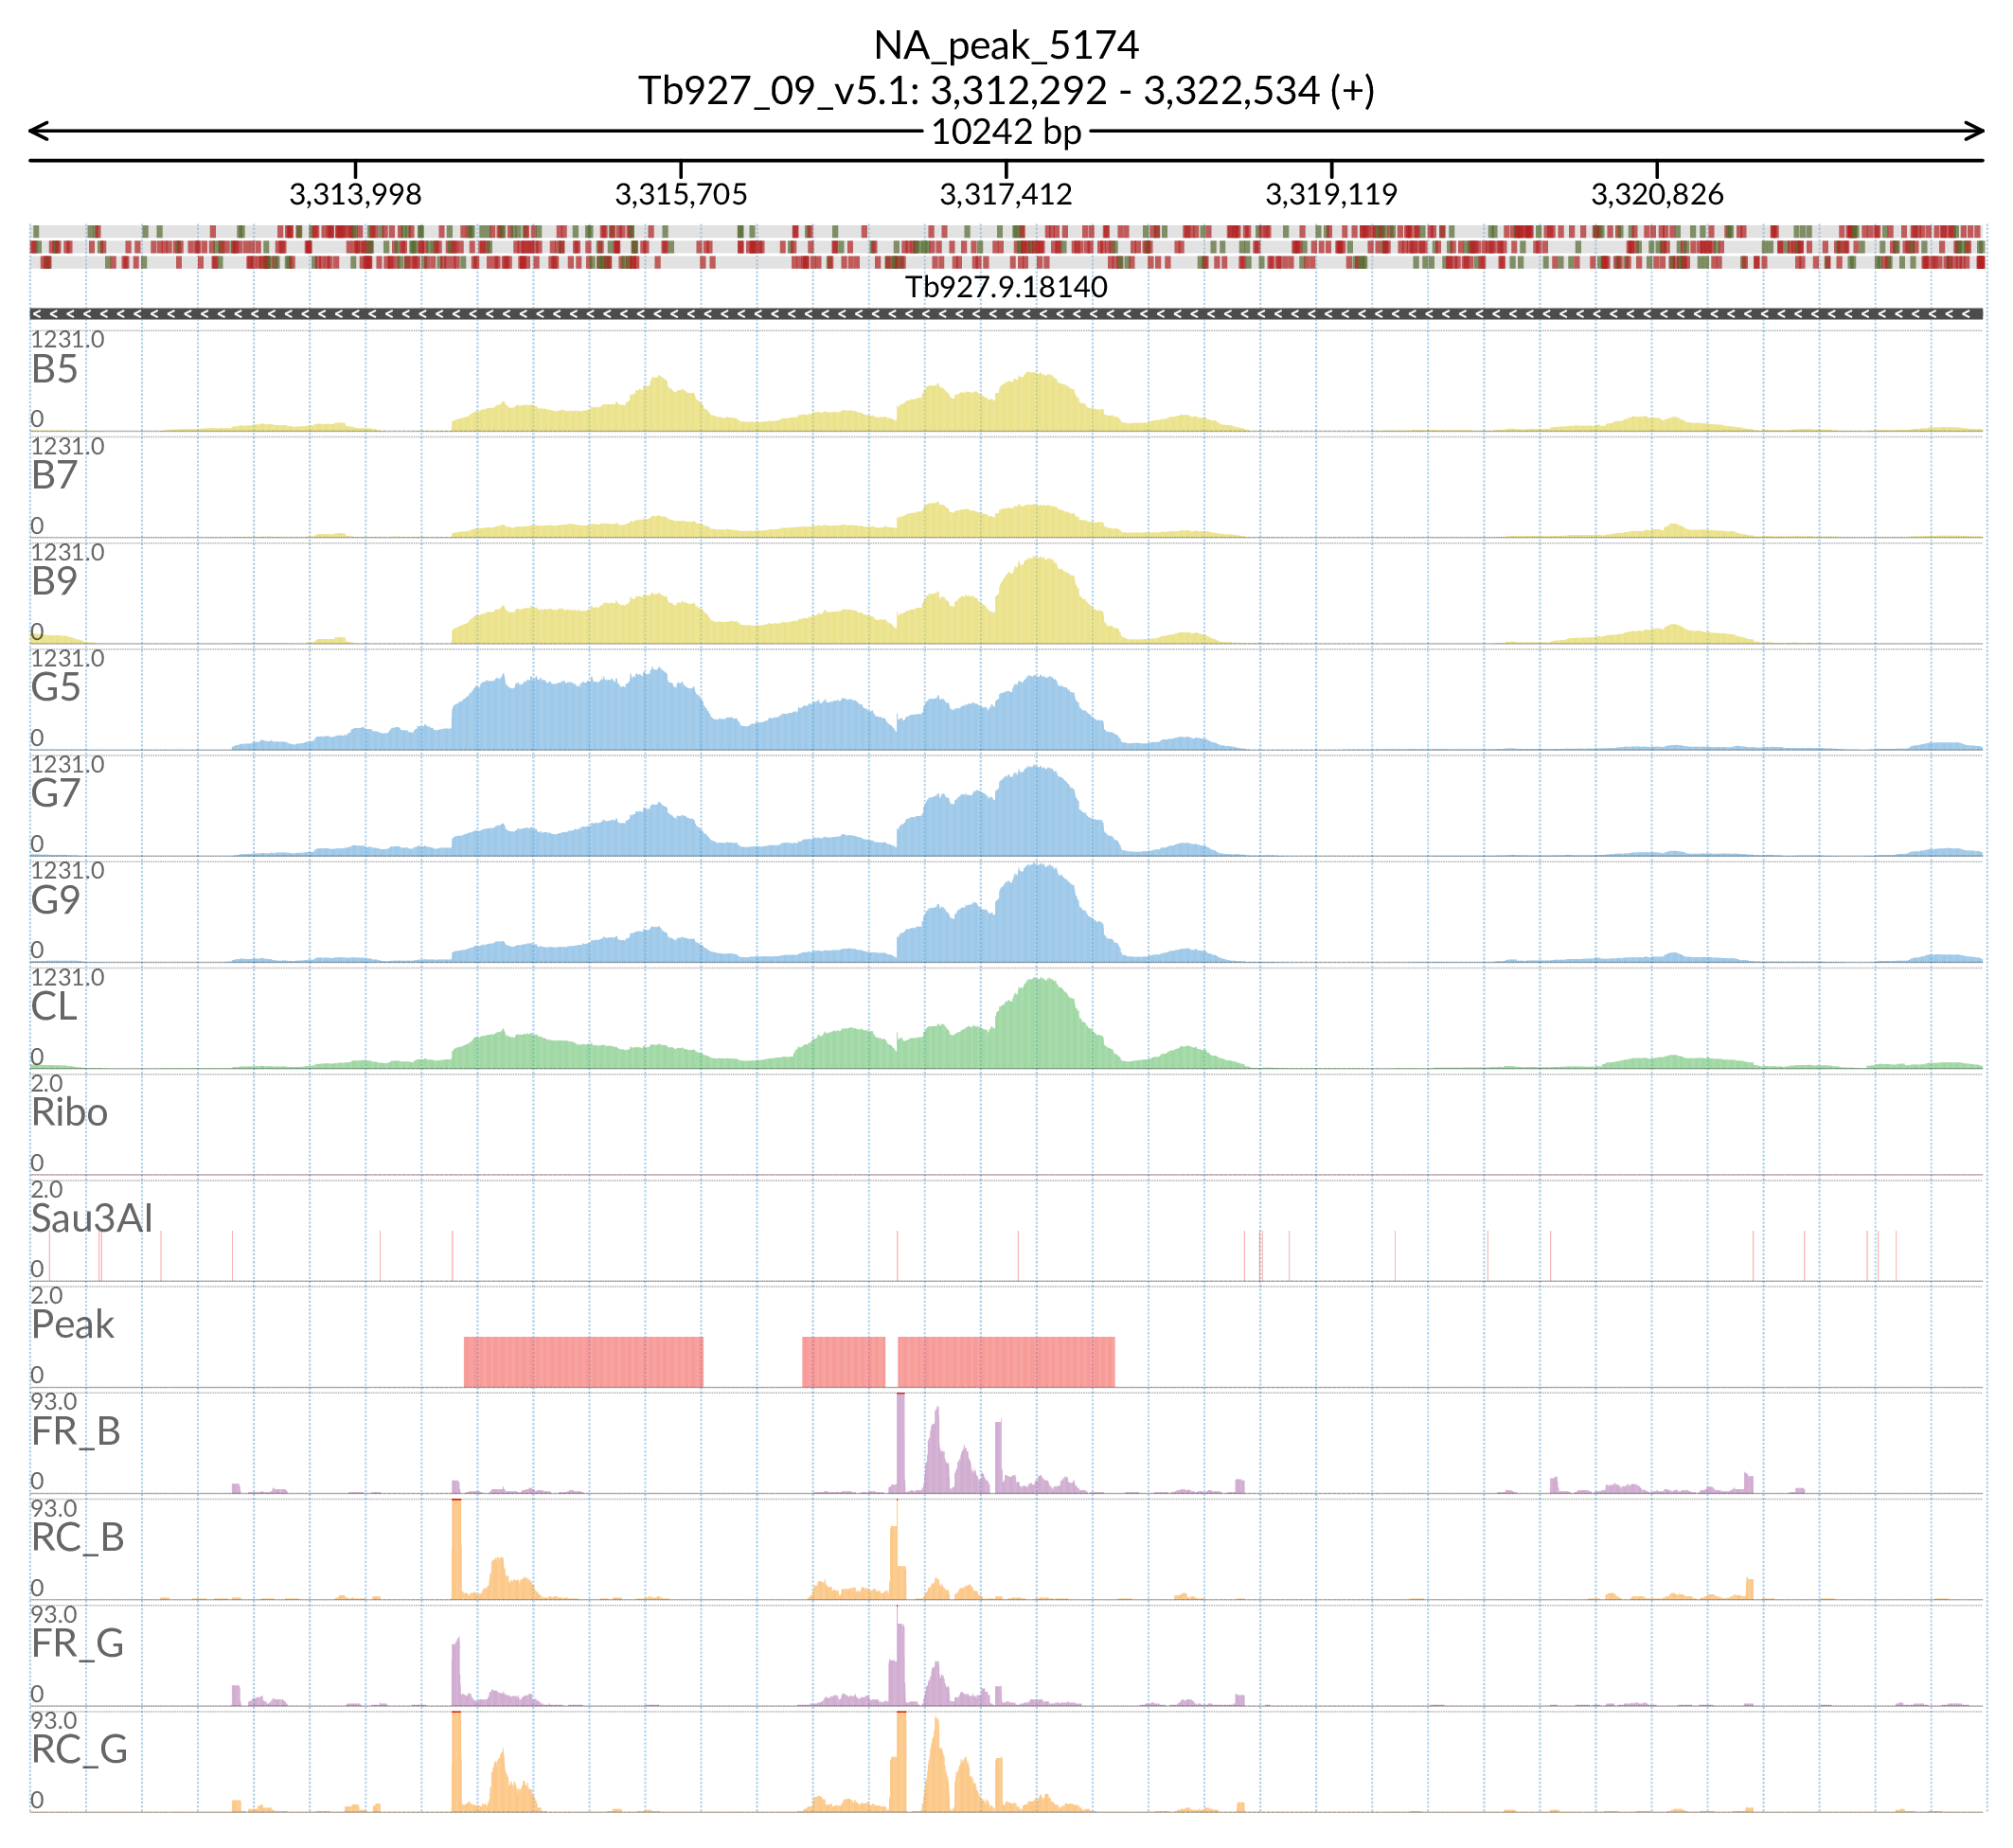 NA_peak_5174
Tb927_09_v5.1: 3,312,292 - 3,322,534 (+)
10242 bp
3,313,998 3,315,705 3,317,412 3,319,119 3,320,826
Tb927.9.18140
1231.0
B5
0
1231.0
B7
0
1231.0
B9
0
1231.0
G5
0
1231.0
G7
0
1231.0
G9
0
1231.0
CL
0
2.0
Ribo
0
2.0
Sau3AI
0
2.0
Peak
0
93.0
FR_B
0
93.0
RC_B
0
93.0
FR_G
0
93.0
RC_G
0